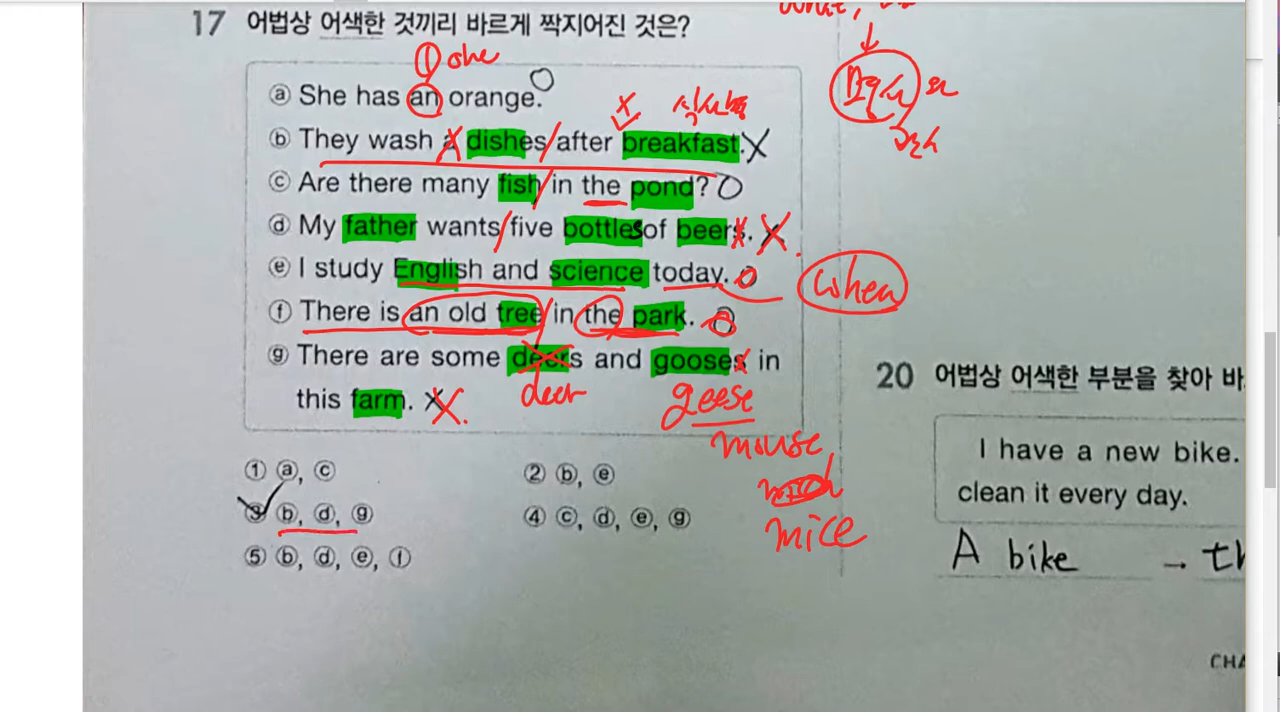 17 어법상 어색한 것끼리 바르게 짝지어진 것은?
① one
ⓐ She has an orange. O
X 식사
ⓑ They wash a dishes/after breakfast. X
ⓒ Are there many fish/in the pond? O
ⓓ My father wants/five bottles of beers. X X
ⓔ I study English and science today. O
when
ⓕ There is an old tree/in the park. O
ⓖ There are some deers and gooses in
this farm. X X
deer
geese
mouse
mice
① ⓐ, ⓒ
② ⓑ, ⓔ
③ ⓑ, ⓓ, ⓖ
④ ⓒ, ⓓ, ⓔ, ⓖ
⑤ ⓑ, ⓓ, ⓔ, ⓕ
20 어법상 어색한 부분을 찾아 바
I have a new bike.
clean it every day.
A bike → th
CHA